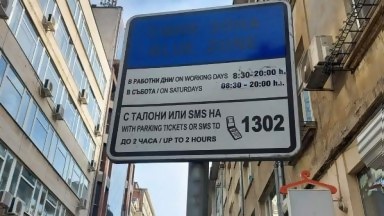 В РАБОТНИ ДНИ/ ON WORKING DAYS 8:30-20:00 h.
В СЪБОТА / ON SATURDAYS 08:30 - 20:00 h.
С ТАЛОНИ ИЛИ SMS НА
WITH PARKING TICKETS OR SMS TO 1302
ДО 2 ЧАСА / UP TO 2 HOURS